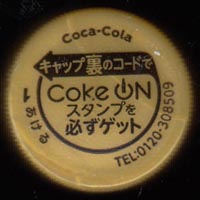 Coca-Cola
キャップ裏のコードで
Coke ON
スタンプを
必ずゲット
あける
TEL:0120-308509